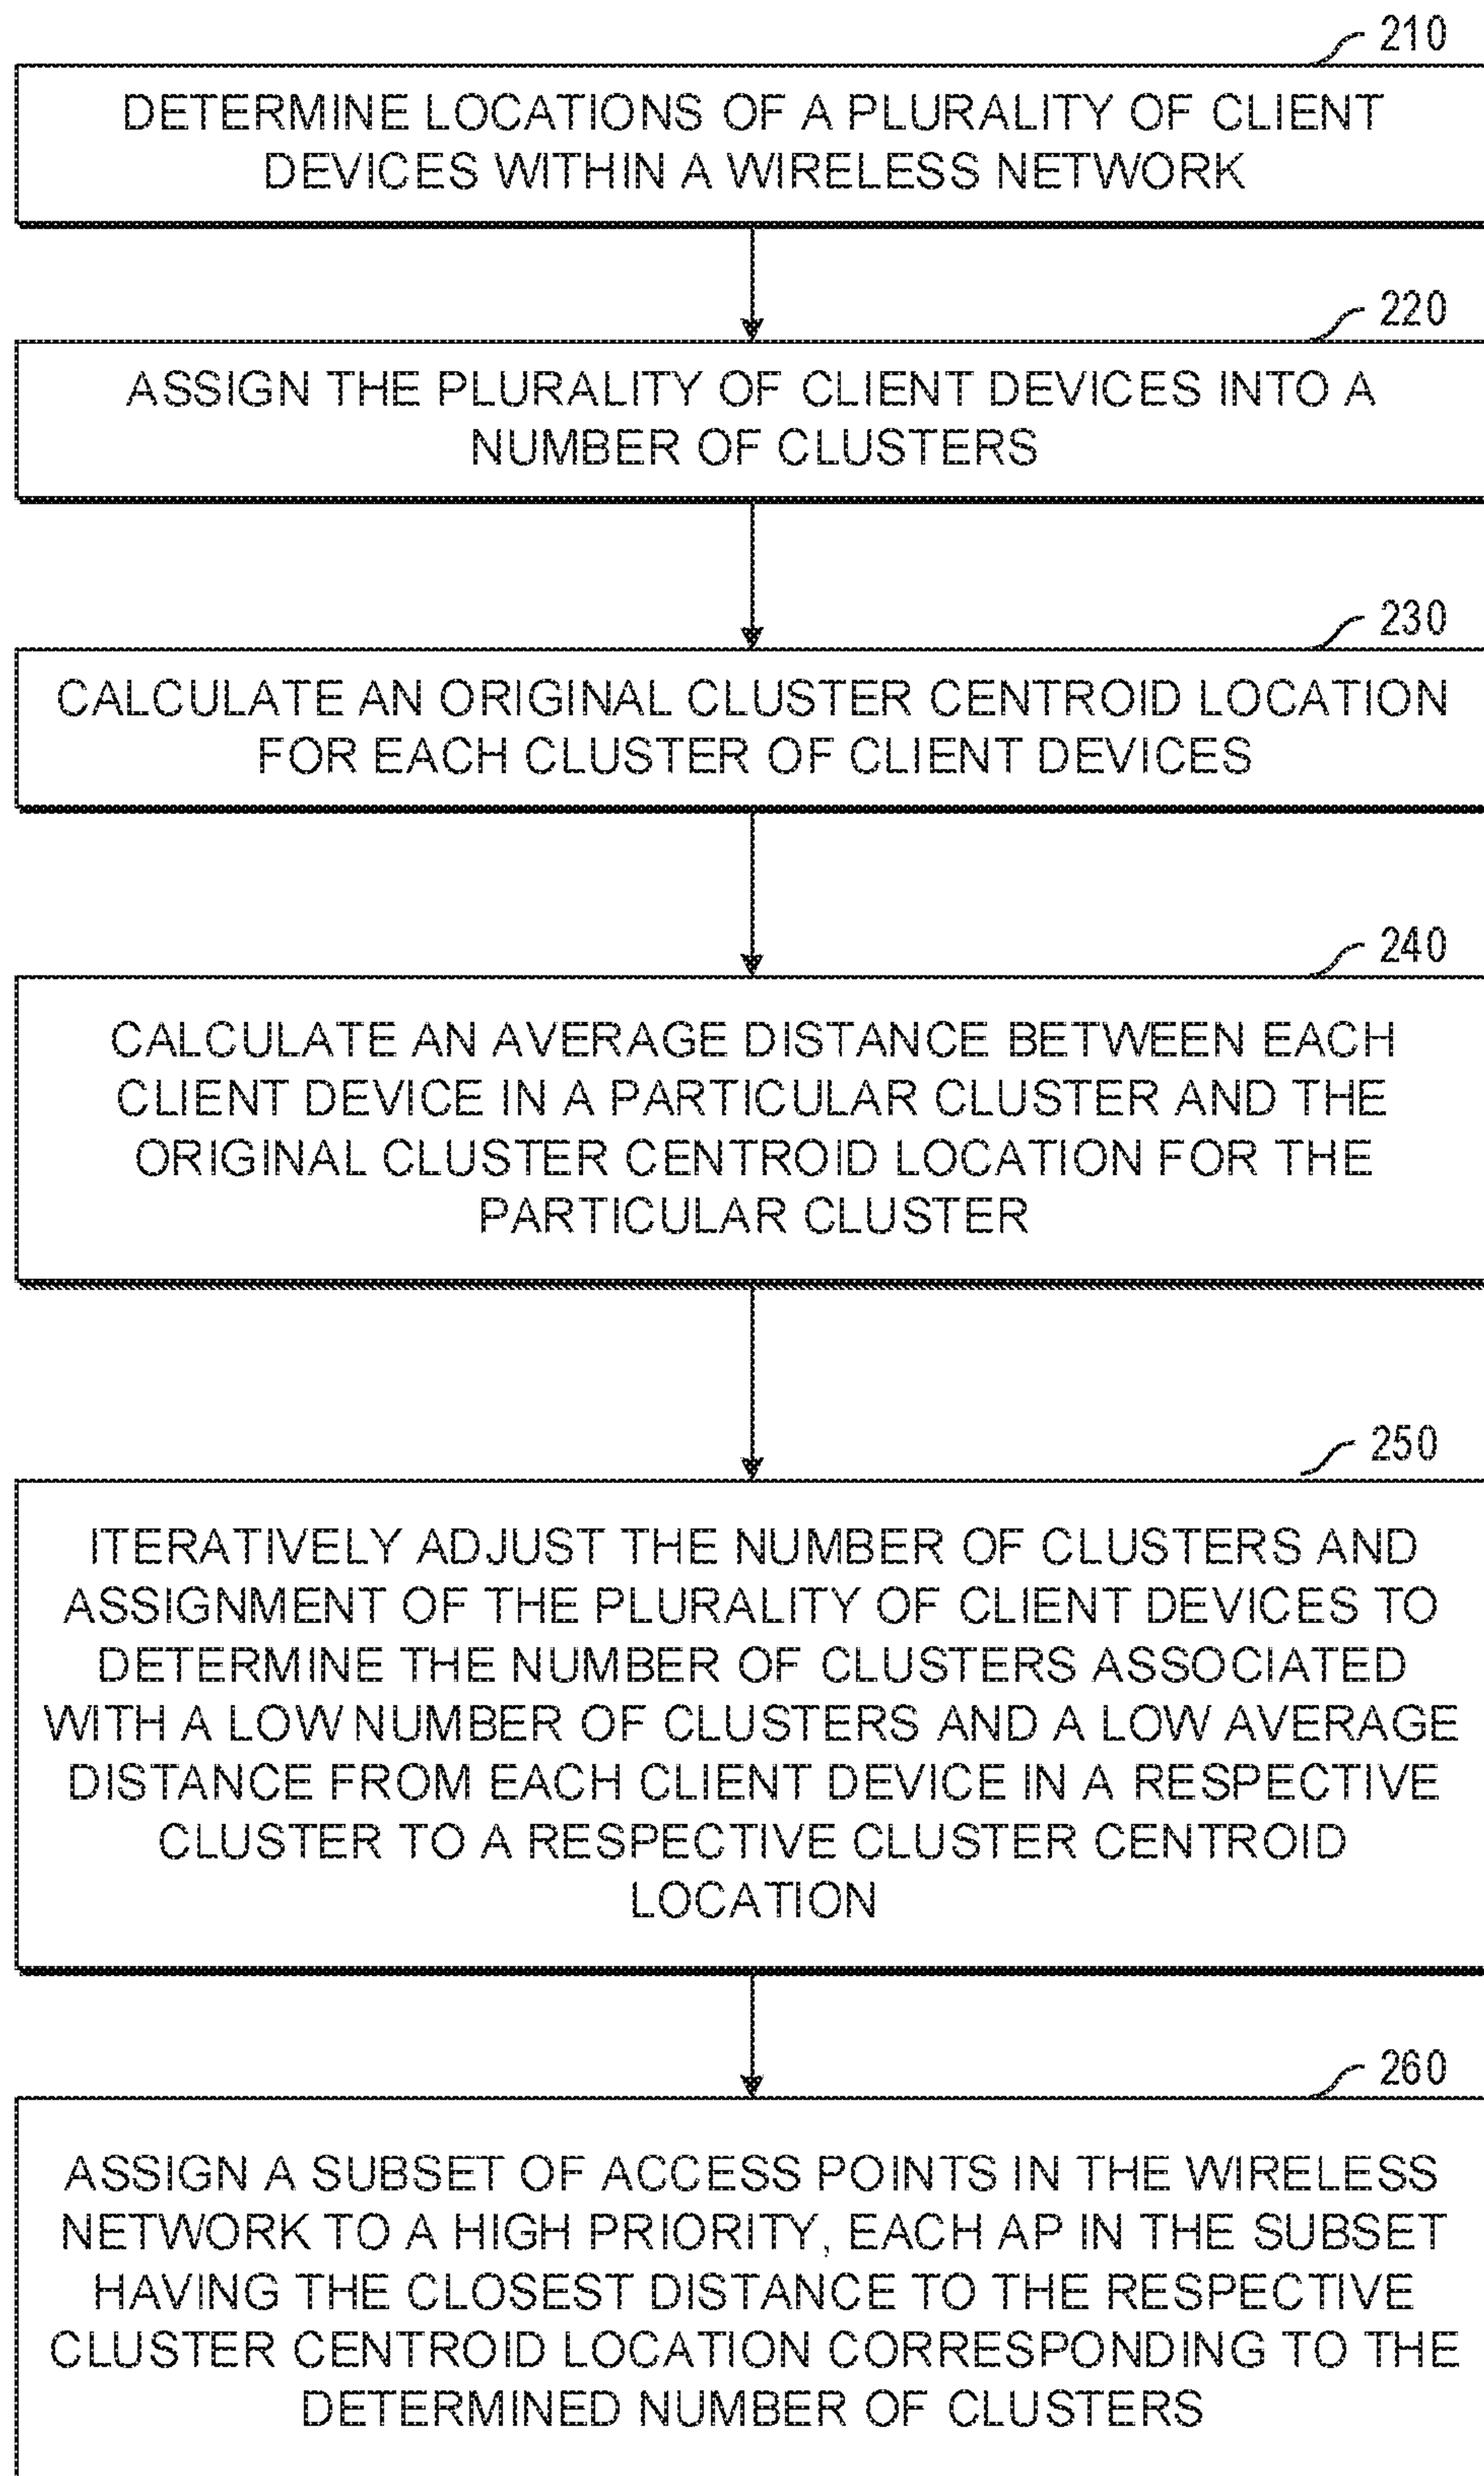 210
DETERMINE LOCATIONS OF A PLURALITY OF CLIENT
DEVICES WITHIN A WIRELESS NETWORK
220
ASSIGN THE PLURALITY OF CLIENT DEVICES INTO A
NUMBER OF CLUSTERS
230
CALCULATE AN ORIGINAL CLUSTER CENTROID LOCATION
FOR EACH CLUSTER OF CLIENT DEVICES
240
CALCULATE AN AVERAGE DISTANCE BETWEEN EACH
CLIENT DEVICE IN A PARTICULAR CLUSTER AND THE
ORIGINAL CLUSTER CENTROID LOCATION FOR THE
PARTICULAR CLUSTER
250
ITERATIVELY ADJUST THE NUMBER OF CLUSTERS AND
ASSIGNMENT OF THE PLURALITY OF CLIENT DEVICES TO
DETERMINE THE NUMBER OF CLUSTERS ASSOCIATED
WITH A LOW NUMBER OF CLUSTERS AND A LOW AVERAGE
DISTANCE FROM EACH CLIENT DEVICE IN A RESPECTIVE
CLUSTER TO A RESPECTIVE CLUSTER CENTROID
LOCATION
260
ASSIGN A SUBSET OF ACCESS POINTS IN THE WIRELESS
NETWORK TO A HIGH PRIORITY, EACH AP IN THE SUBSET
HAVING THE CLOSEST DISTANCE TO THE RESPECTIVE
CLUSTER CENTROID LOCATION CORRESPONDING TO THE
DETERMINED NUMBER OF CLUSTERS